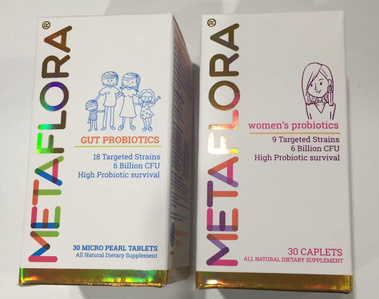 METAFLORA®
GUT PROBIOTICS
18 Targeted Strains
6 Billion CFU
High Probiotic survival
30 MICRO PEARL TABLETS
All Natural Dietary Supplement
METAFLORA®
women's probiotics
9 Targeted Strains
6 Billion CFU
High Probiotic survival
30 CAPLETS
ALL NATURAL DIETARY SUPPLEMENT